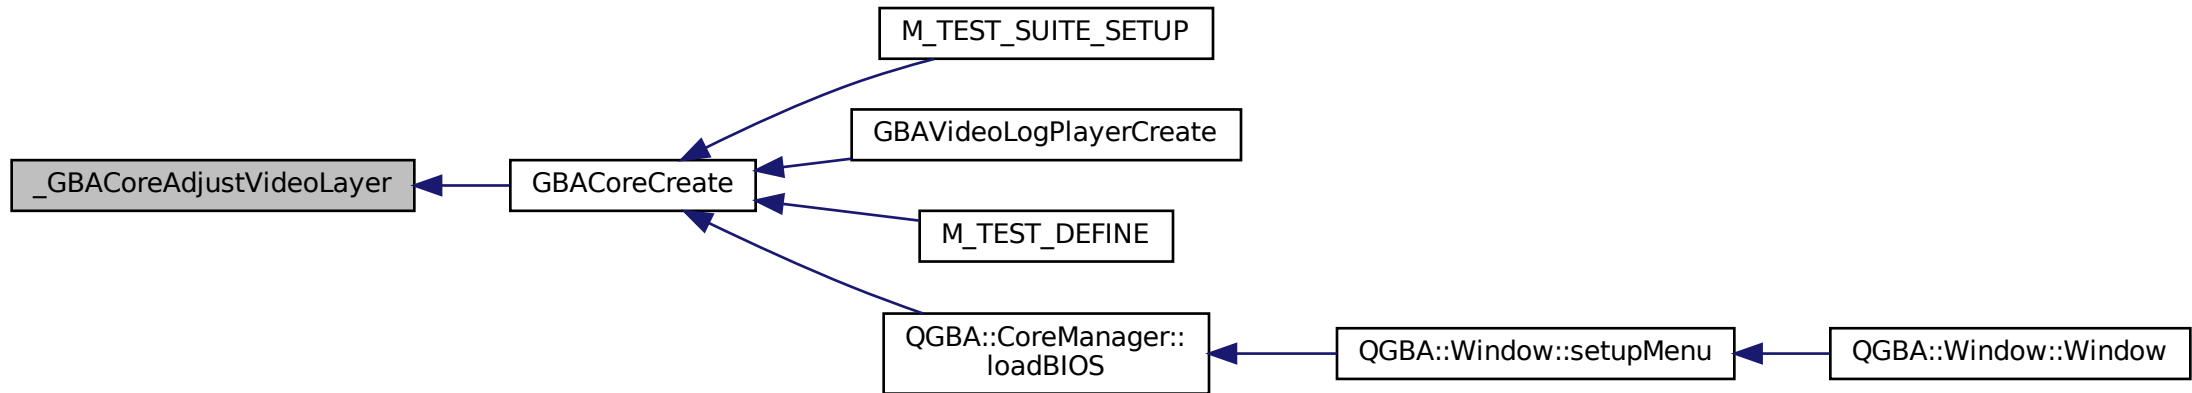 M_TEST_SUITE_SETUP
GBAVideoLogPlayerCreate
_GBACoreAdjustVideoLayer
GBACoreCreate
M_TEST_DEFINE
QGBA::CoreManager::
loadBIOS
QGBA::Window::setupMenu
QGBA::Window::Window